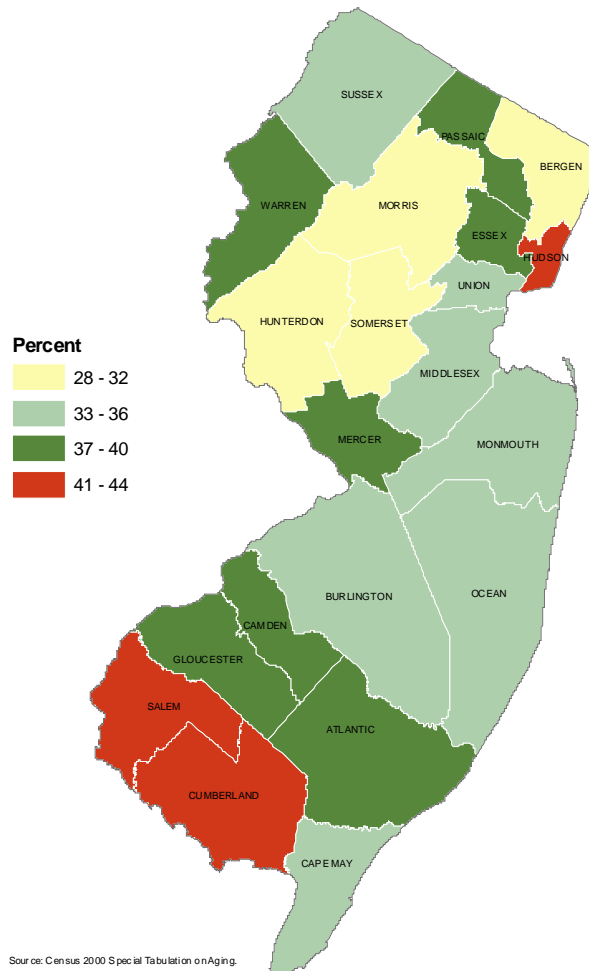 SUSSEX
PASSAIC
BERGEN
WARREN
MORRIS
ESSEX
HUDSON
UNION
HUNTERDON
SOMERSET
Percent
28 - 32
33 - 36
37 - 40
41 - 44
MIDDLESEX
MERCER
MONMOUTH
BURLINGTON
OCEAN
CAMDEN
GLOUCESTER
SALEM
ATLANTIC
CUMBERLAND
CAPE MAY
Source: Census 2000 Special Tabulation on Aging.